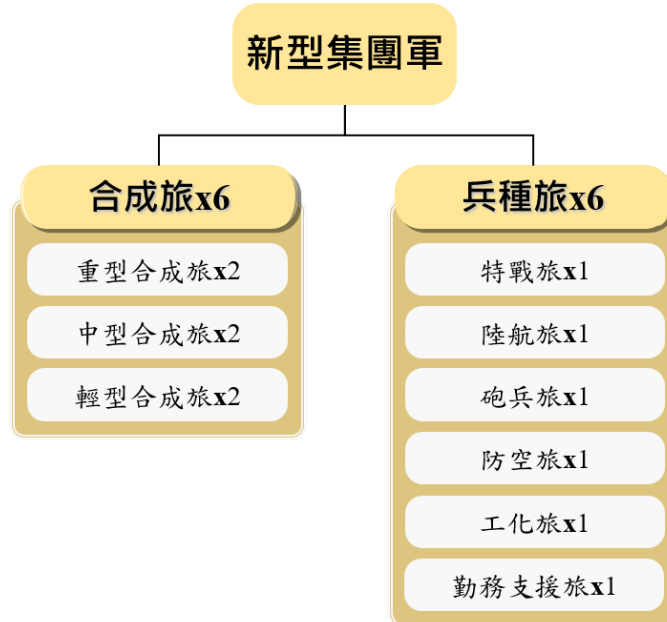 新型集團軍
合成旅x6
重型合成旅x2
中型合成旅x2
輕型合成旅x2
兵種旅x6
特戰旅x1
陸航旅x1
砲兵旅x1
防空旅x1
工化旅x1
勤務支援旅x1